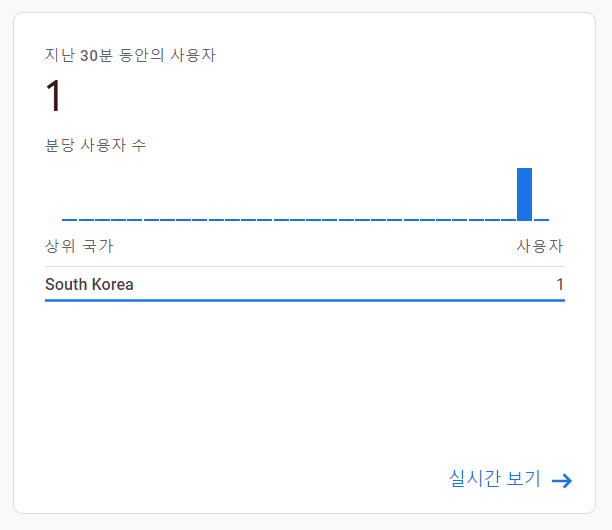 지난 30분 동안의 사용자
1
분당 사용자 수
상위 국가 사용자
South Korea 1
실시간 보기